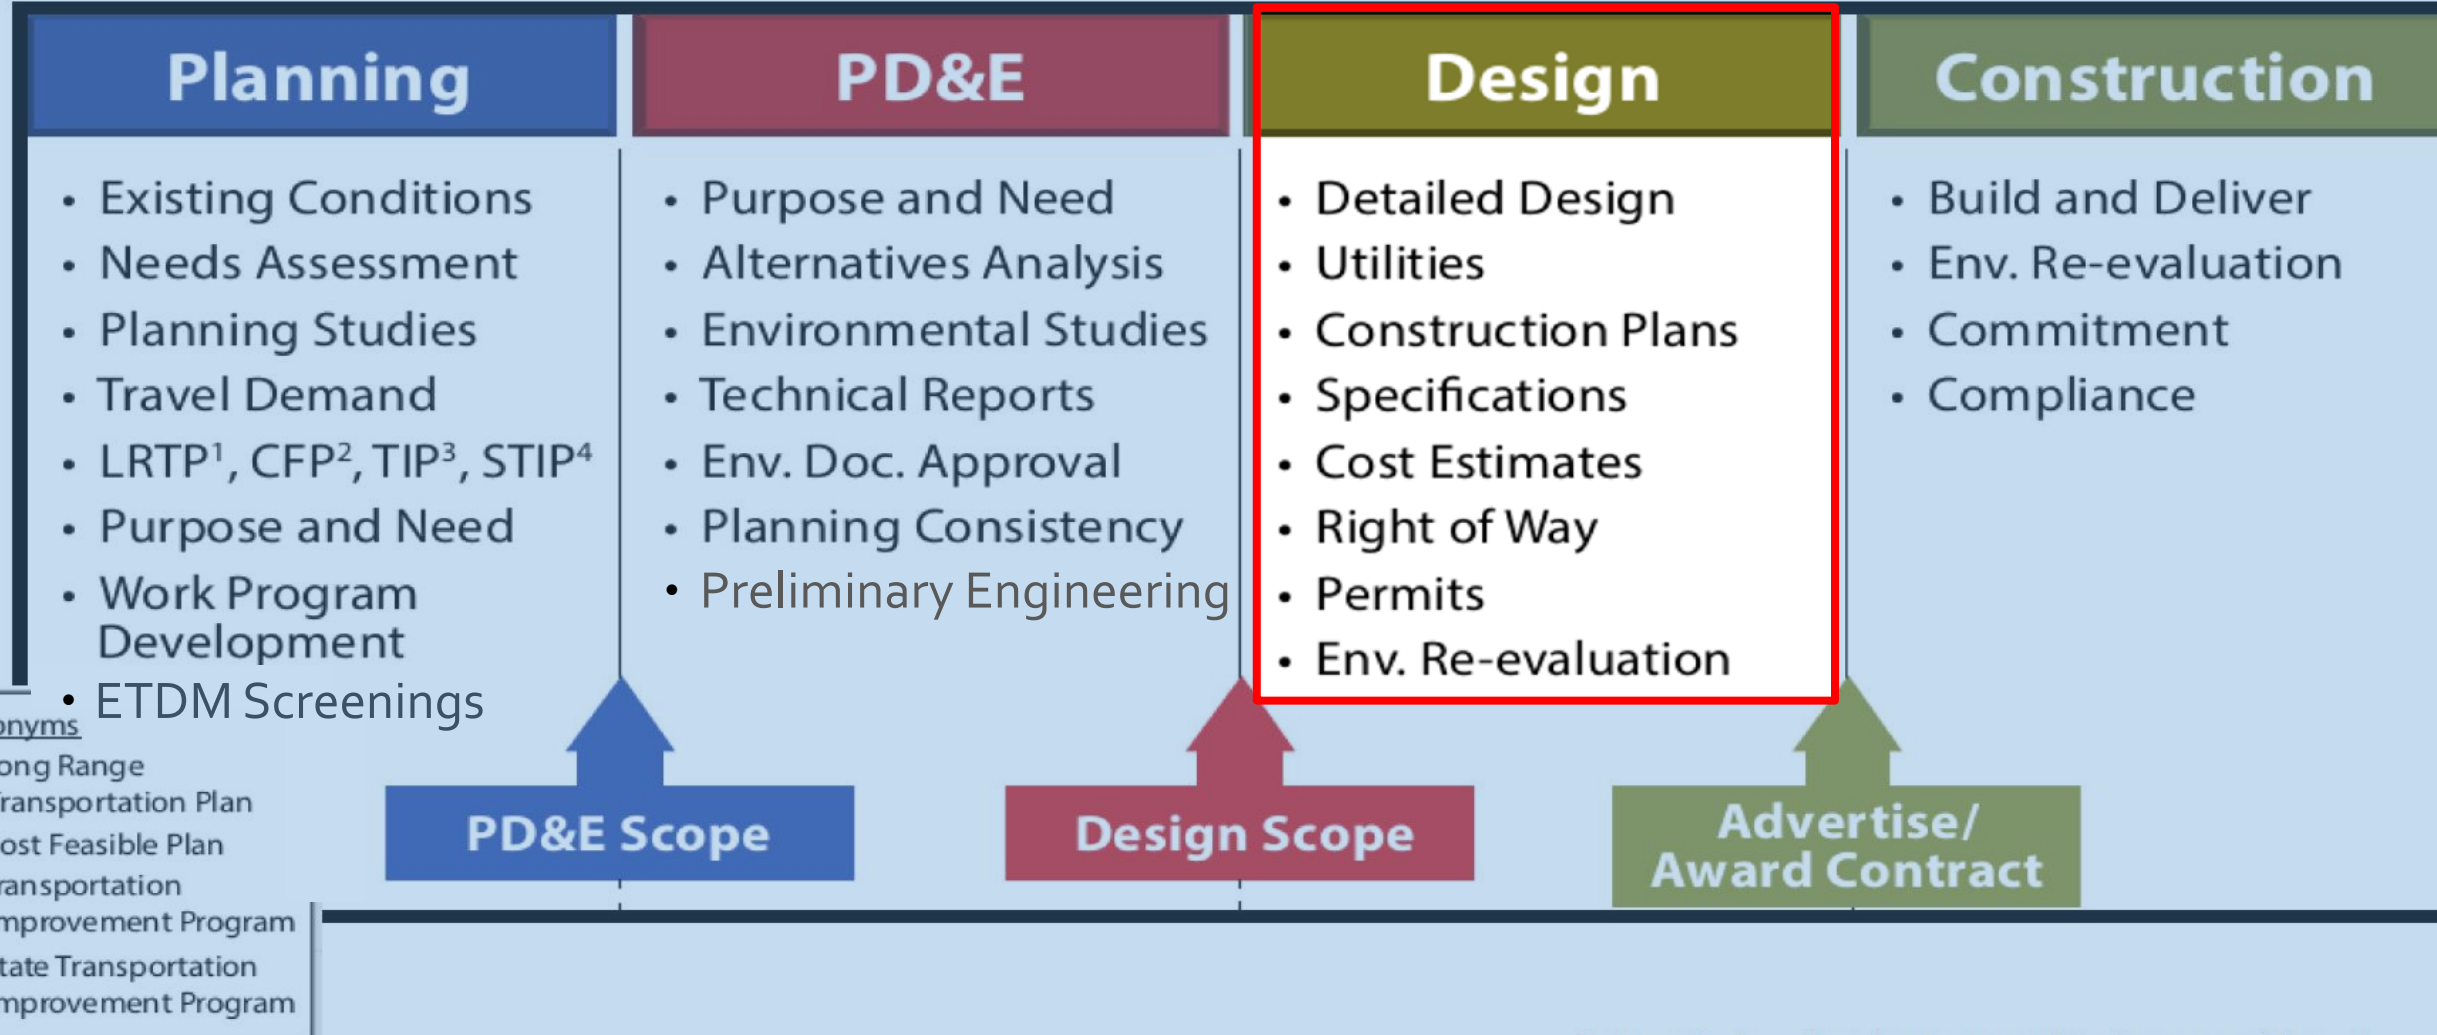 Planning
• Existing Conditions
• Needs Assessment
• Planning Studies
• Travel Demand
• LRTP¹, CFP², TIP³, STIP⁴
• Purpose and Need
• Work Program
Development
• ETDM Screenings
PD&E
• Purpose and Need
• Alternatives Analysis
• Environmental Studies
• Technical Reports
• Env. Doc. Approval
• Planning Consistency
• Preliminary Engineering
Design
• Detailed Design
• Utilities
• Construction Plans
• Specifications
• Cost Estimates
• Right of Way
• Permits
• Env. Re-evaluation
Construction
• Build and Deliver
• Env. Re-evaluation
• Commitment
• Compliance
PD&E Scope
Design Scope
Advertise/
Award Contract
onyms
ong Range
ransportation Plan
ost Feasible Plan
ransportation
mprovement Program
tate Transportation
mprovement Program